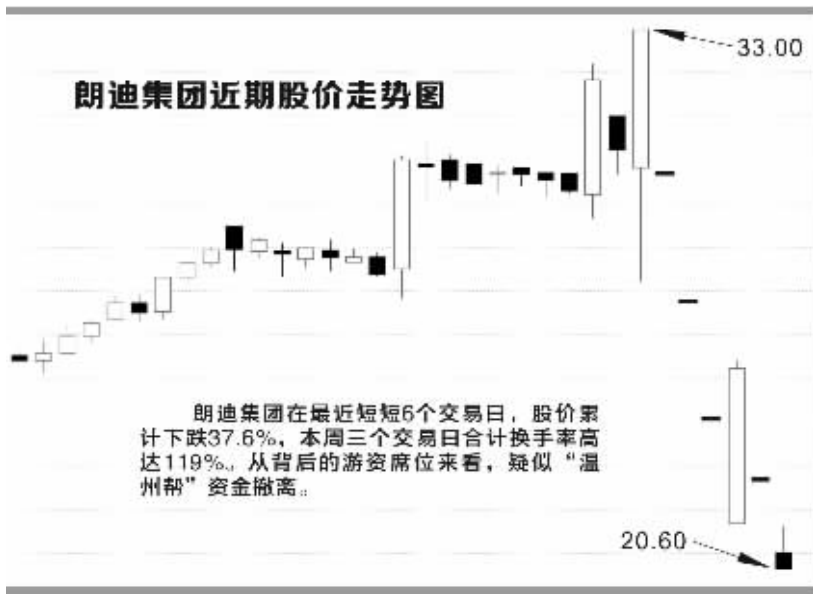 33.00
朗迪集团近期股价走势图
朗迪集团在最近短短6个交易日，股价累
计下跌37.6%，本周三个交易日合计换手率高
达119%。从背后的游资席位来看，疑似“温
州帮”资金撤离。
20.60